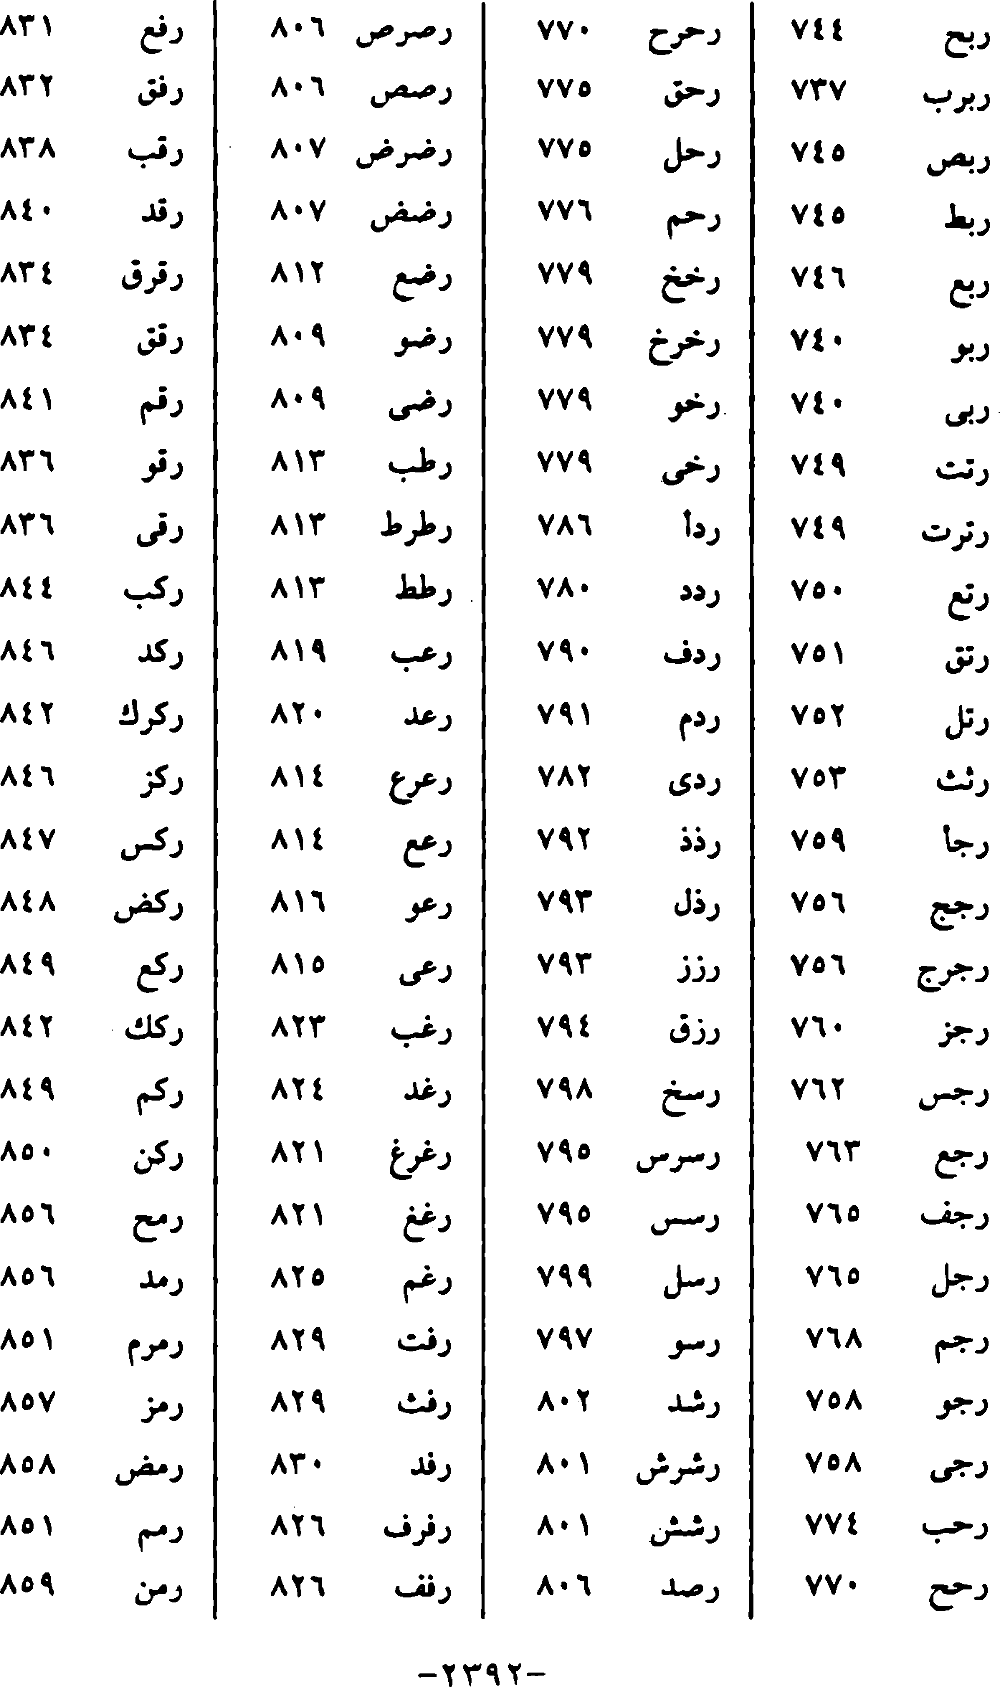 ربح ٧٤٤
ربرب ٧٣٧
ربص ٧٤٥
ربط ٧٤٥
ربع ٧٤٦
ربو ٧٤٠
ربى ٧٤٠
رتت ٧٤٩
رترت ٧٤٩
رتع ٧٥٠
رتق ٧٥١
رتل ٧٥٢
رثث ٧٥٣
رجأ ٧٥٩
رجج ٧٥٦
رجرج ٧٥٦
رجز ٧٦٠
رجس ٧٦٢
رجع ٧٦٣
رجف ٧٦٥
رجل ٧٦٥
رجم ٧٦٨
رجو ٧٥٨
رجى ٧٥٨
رحب ٧٧٤
رحح ٧٧٠
رحرح ٧٧٠
رحق ٧٧٥
رحل ٧٧٥
رحم ٧٧٦
رخخ ٧٧٩
رخرخ ٧٧٩
رخو ٧٧٩
رخى ٧٧٩
ردأ ٧٨٦
ردد ٧٨٠
ردف ٧٩٠
ردم ٧٩١
ردى ٧٨٢
رذذ ٧٩٢
رذل ٧٩٣
رزز ٧٩٣
رزق ٧٩٤
رسخ ٧٩٨
رسرس ٧٩٥
رسس ٧٩٥
رسل ٧٩٩
رسو ٧٩٧
رشد ٨٠٢
رشرش ٨٠١
رشش ٨٠١
رصد ٨٠٦
رصرص ٨٠٦
رصص ٨٠٦
رضرض ٨٠٧
رضض ٨٠٧
رضع ٨١٢
رضو ٨٠٩
رضى ٨٠٩
رطب ٨١٣
رطرط ٨١٣
رطط ٨١٣
رعب ٨١٩
رعد ٨٢٠
رعرع ٨١٤
رعع ٨١٤
رعو ٨١٦
رعى ٨١٥
رغب ٨٢٣
رغد ٨٢٤
رغرغ ٨٢١
رغغ ٨٢١
رغم ٨٢٥
رفت ٨٢٩
رفث ٨٢٩
رفد ٨٣٠
رفرف ٨٢٦
رفف ٨٢٦
رفع ٨٣١
رفق ٨٣٢
رقب ٨٣٨
رقد ٨٤٠
رقرق ٨٣٤
رقق ٨٣٤
رقم ٨٤١
رقو ٨٣٦
رقى ٨٣٦
ركب ٨٤٤
ركد ٨٤٦
ركرك ٨٤٢
ركز ٨٤٦
ركس ٨٤٧
ركض ٨٤٨
ركع ٨٤٩
ركك ٨٤٢
ركم ٨٤٩
ركن ٨٥٠
رمح ٨٥٦
رمد ٨٥٦
رمرم ٨٥١
رمز ٨٥٧
رمض ٨٥٨
رمم ٨٥١
رمن ٨٥٩
-٢٣٩٢-